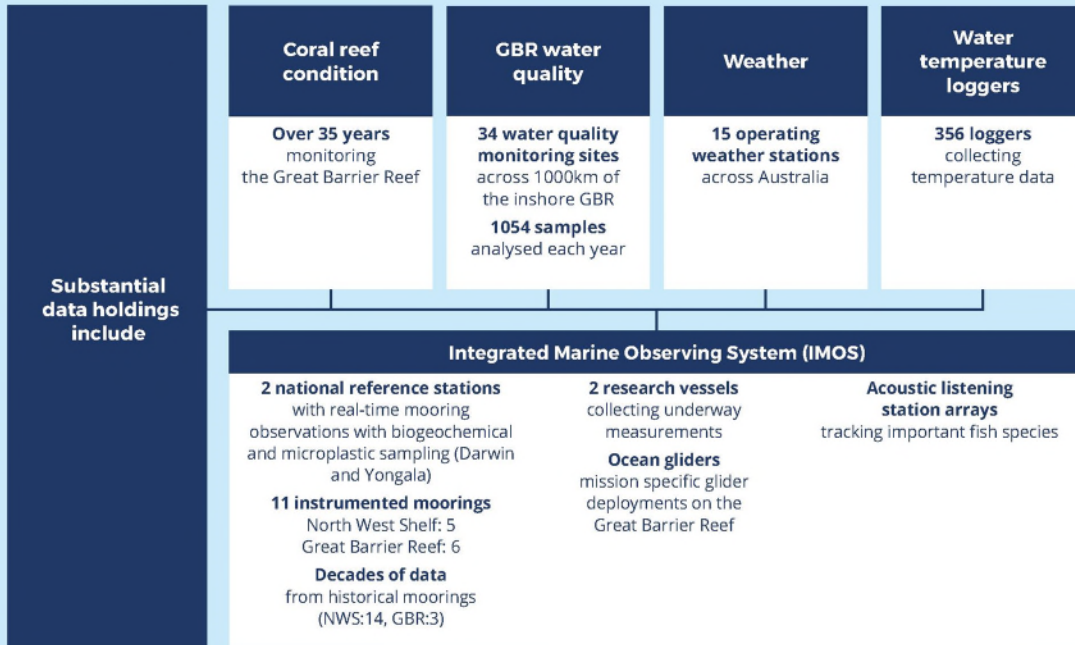 Substantial
data holdings
include
Coral reef
condition
Over 35 years
monitoring
the Great Barrier Reef
GBR water
quality
34 water quality
monitoring sites
across 1000km of
the inshore GBR
1054 samples
analysed each year
Weather
15 operating
weather stations
across Australia
Water
temperature
loggers
356 loggers
collecting
temperature data
Integrated Marine Observing System (IMOS)
2 national reference stations
with real-time mooring
observations with biogeochemical
and microplastic sampling (Darwin
and Yongala)
11 instrumented moorings
North West Shelf: 5
Great Barrier Reef: 6
Decades of data
from historical moorings
(NWS:14, GBR:3)
2 research vessels
collecting underway
measurements
Ocean gliders
mission specific glider
deployments on the
Great Barrier Reef
Acoustic listening
station arrays
tracking important fish species